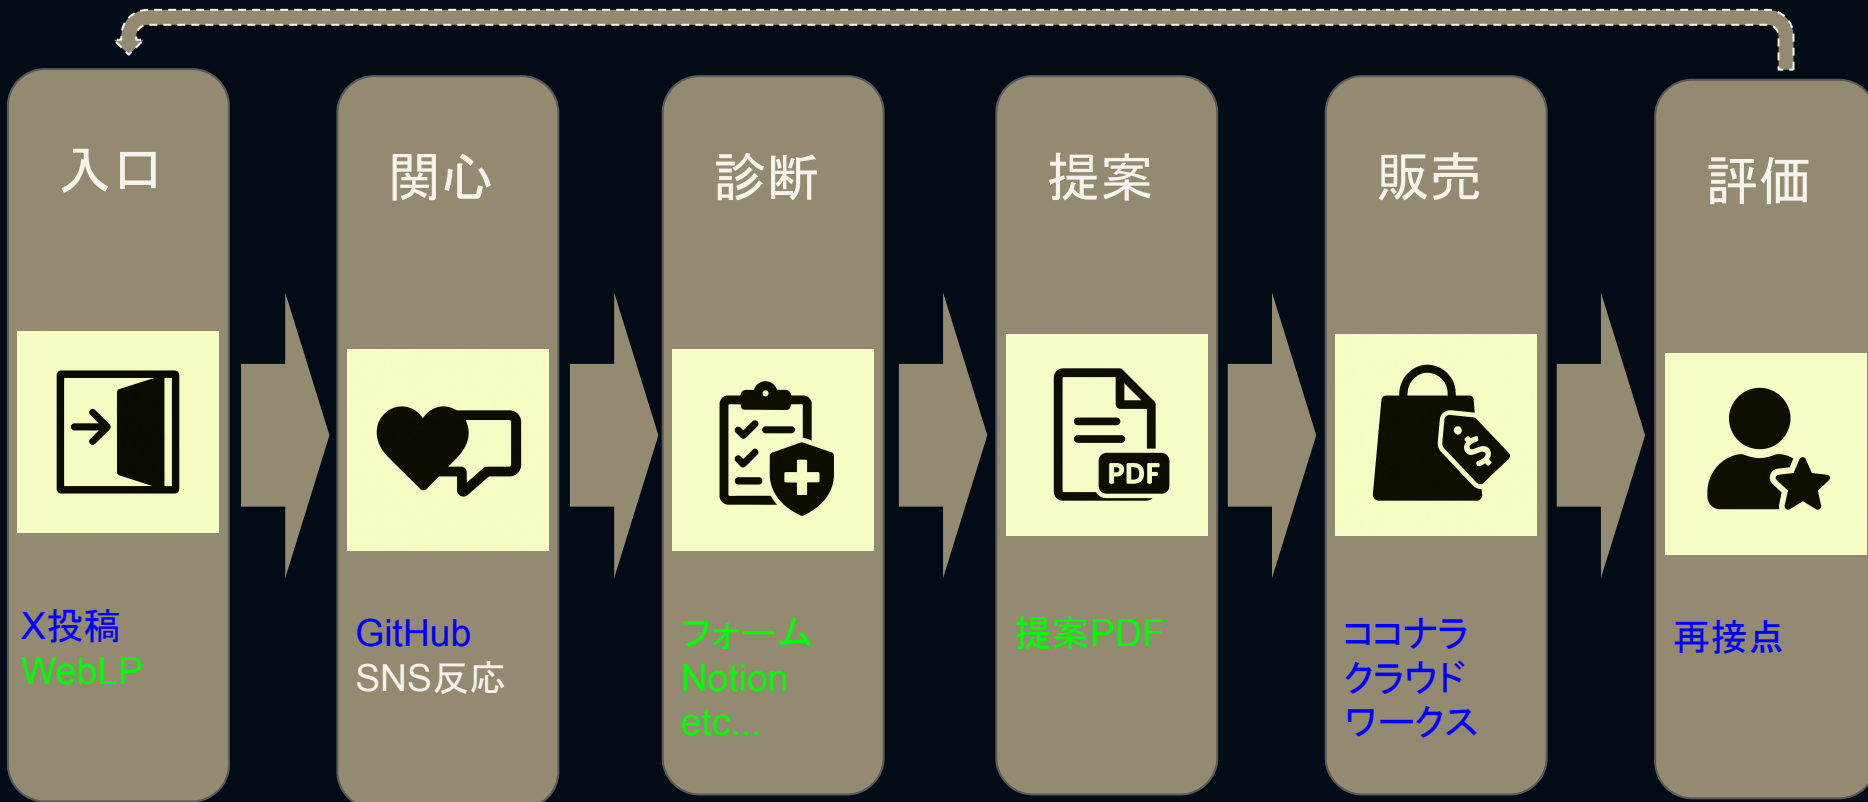 入口
関心
診断
提案
販売
評価
PDF
$
X投稿
WebLP
GitHub
SNS反応
フォーム
Notion
etc...
提案PDF
ココナラ
クラウド
ワークス
再接点